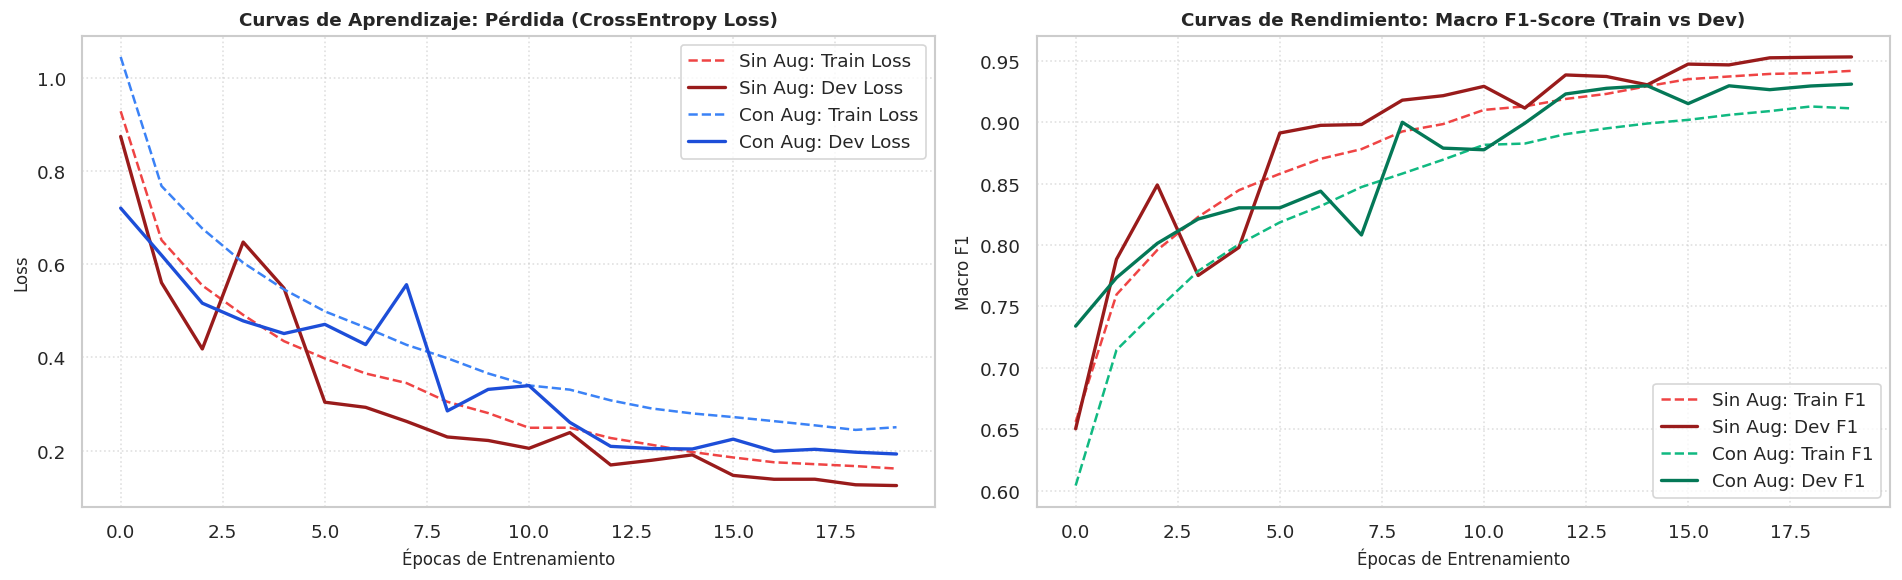 Curvas de Aprendizaje: Pérdida (CrossEntropy Loss)
1.0
0.8
0.6
0.4
0.2
Loss
Sin Aug: Train Loss
Sin Aug: Dev Loss
Con Aug: Train Loss
Con Aug: Dev Loss
0.0 2.5 5.0 7.5 10.0 12.5 15.0 17.5
Épocas de Entrenamiento
Curvas de Rendimiento: Macro F1-Score (Train vs Dev)
0.95
0.90
0.85
0.80
0.75
0.70
0.65
0.60
Macro F1
Sin Aug: Train F1
Sin Aug: Dev F1
Con Aug: Train F1
Con Aug: Dev F1
0.0 2.5 5.0 7.5 10.0 12.5 15.0 17.5
Épocas de Entrenamiento